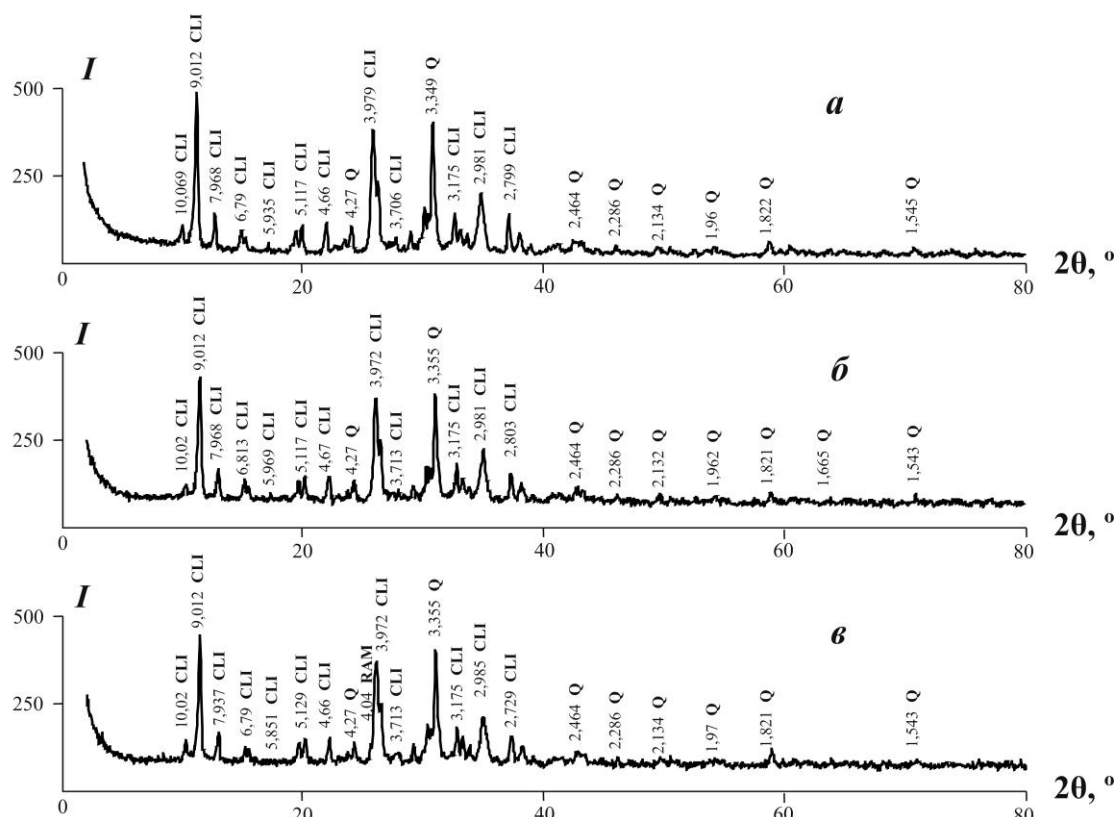 I
500
250
10,069 CLI
9,012 CLI
7,968 CLI
6,79 CLI
5,935 CLI
5,117 CLI
4,66 CLI
4,27 Q
3,979 CLI
3,706 CLI
3,349 Q
3,175 CLI
2,981 CLI
2,799 CLI
2,464 Q
2,286 Q
2,134 Q
1,96 Q
1,822 Q
1,545 Q
а
0
20
40
60
80
2θ, º
I
500
250
10,02 CLI
9,012 CLI
7,968 CLI
6,813 CLI
5,969 CLI
5,117 CLI
4,67 CLI
4,27 Q
3,972 CLI
3,713 CLI
3,355 Q
3,175 CLI
2,981 CLI
2,803 CLI
2,464 Q
2,286 Q
2,132 Q
1,962 Q
1,821 Q
1,665 Q
1,543 Q
б
0
20
40
60
80
2θ, º
I
500
250
10,02 CLI
9,012 CLI
7,937 CLI
6,79 CLI
5,851 CLI
5,129 CLI
4,66 CLI
4,27 Q
4,04 RAM
3,972 CLI
3,713 CLI
3,355 Q
3,175 CLI
2,985 CLI
2,729 CLI
2,464 Q
2,286 Q
2,134 Q
1,97 Q
1,821 Q
1,543 Q
в
0
20
40
60
80
2θ, º